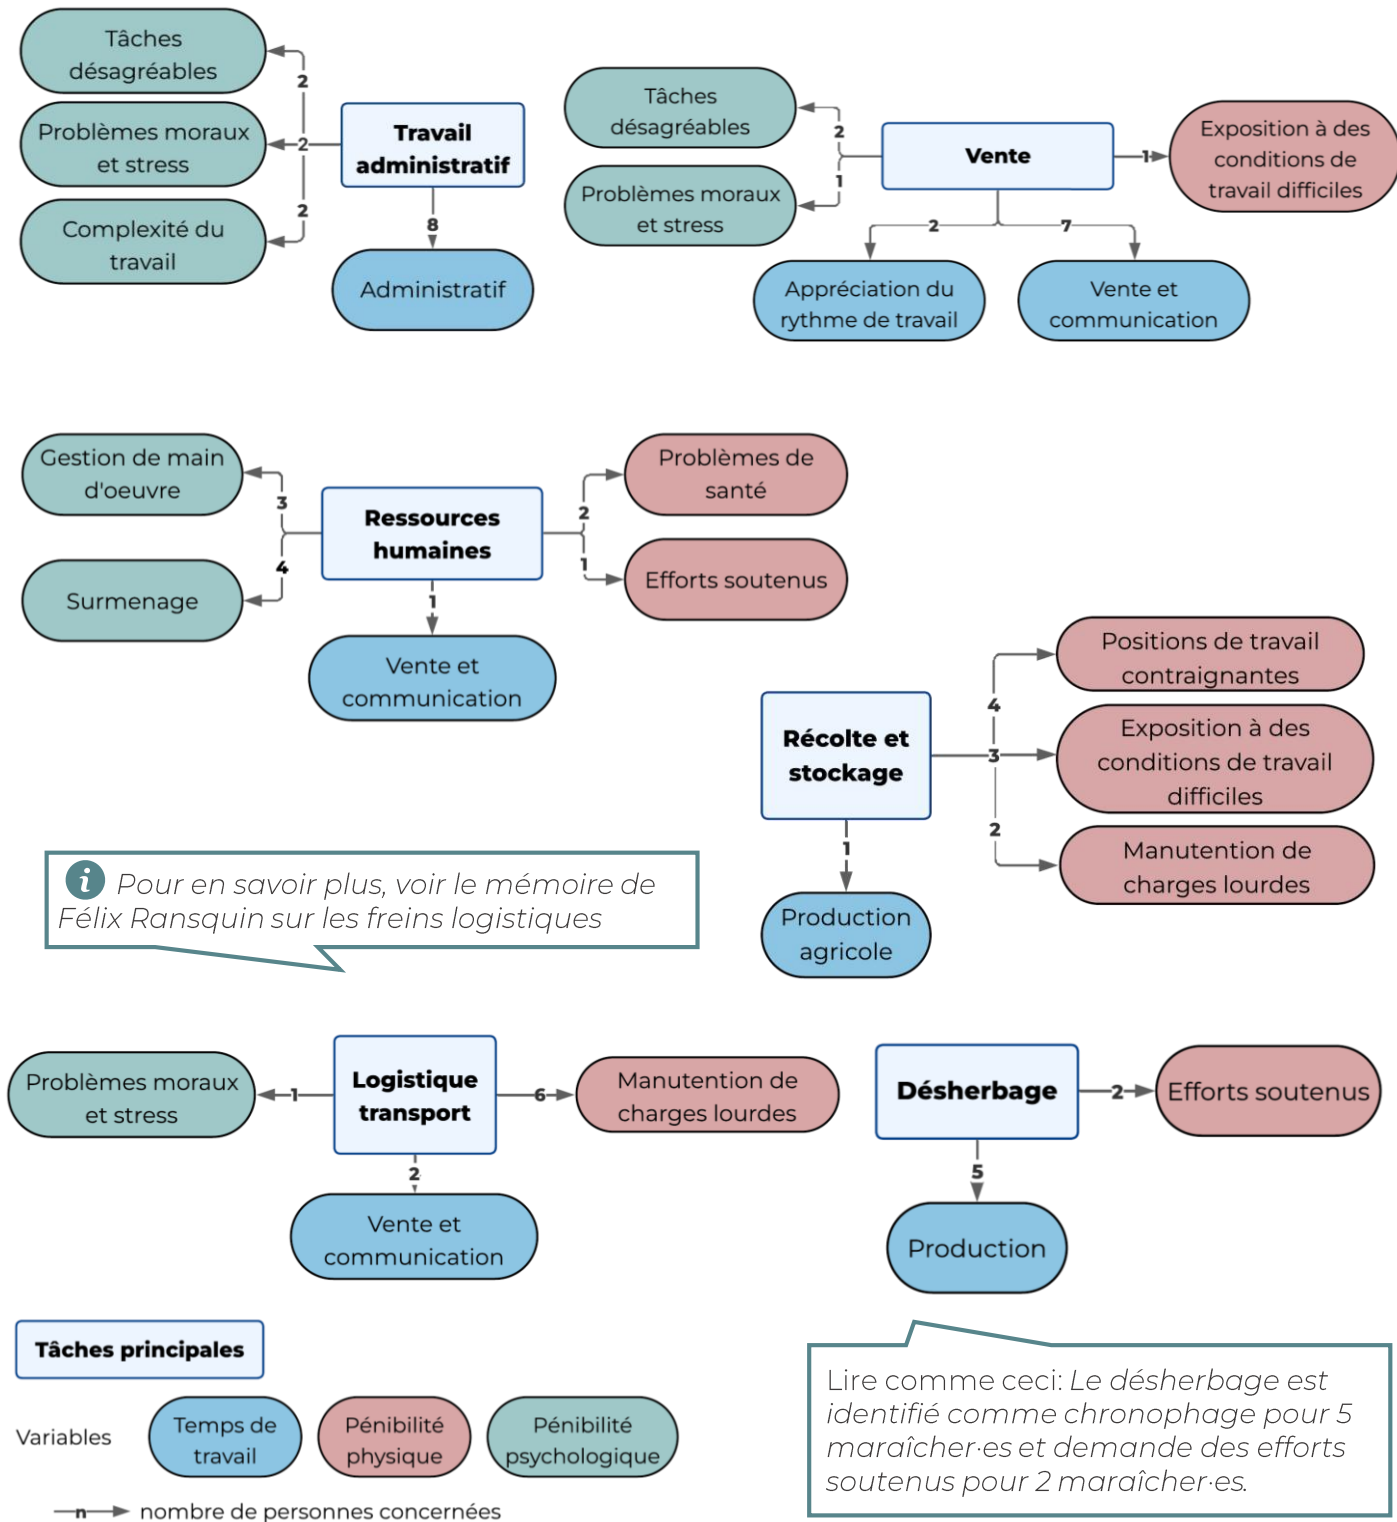 Tâches
désagréables
2
Problèmes moraux
et stress
2
Complexité du
travail
2
Travail
administratif
8
Administratif
Tâches
désagréables
2
Problèmes moraux
et stress
1
Vente
1
Exposition à des
conditions de
travail difficiles
2
7
Appréciation du
rythme de travail
Vente et
communication
Gestion de main
d'oeuvre
3
Surmenage
4
Ressources
humaines
2
Problèmes de
santé
1
Efforts soutenus
1
Vente et
communication
Récolte et
stockage
4
Positions de travail
contraignantes
3
Exposition à des
conditions de travail
difficiles
2
Manutention de
charges lourdes
1
Production
agricole
i Pour en savoir plus, voir le mémoire de
Félix Ransquin sur les freins logistiques
Problèmes moraux
et stress
1
Logistique
transport
6
Manutention de
charges lourdes
2
Vente et
communication
Désherbage
2
Efforts soutenus
5
Production
Tâches principales
Variables
Temps de
travail
Pénibilité
physique
Pénibilité
psychologique
n nombre de personnes concernées
Lire comme ceci: Le désherbage est
identifié comme chronophage pour 5
maraîcher·es et demande des efforts
soutenus pour 2 maraîcher·es.